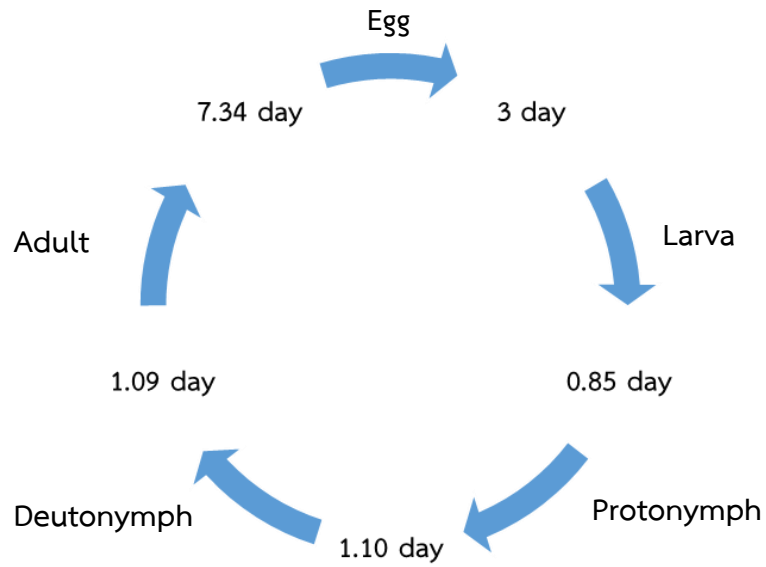 Egg
7.34 day
3 day
Adult
Larva
1.09 day
0.85 day
Deutonymph
Protonymph
1.10 day